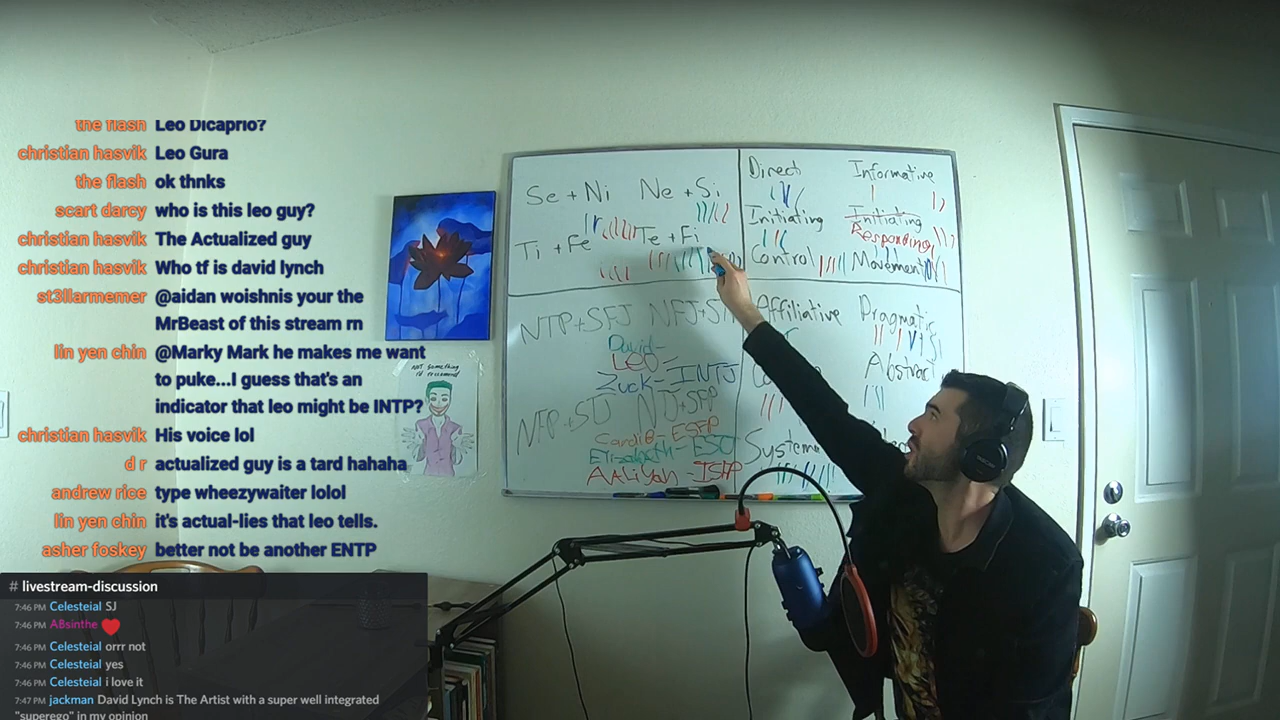 the flash Leo Dicaprio?
christian hasvik Leo Gura
the flash ok thnks
scart darcy who is this leo guy?
christian hasvik The Actualized guy
christian hasvik Who tf is david lynch
st3llarmemer @aidan woishnis your the
MrBeast of this stream rn
lin yen chin @Marky Mark he makes me want
to puke...I guess that's an
indicator that leo might be INTP?
christian hasvik His voice lol
d r actualized guy is a tard hahaha
andrew rice type wheezywaiter lolol
lin yen chin it's actual-lies that leo tells.
asher foskey better not be another ENTP
# livestream-discussion
7:46 PM Celesteial SJ
7:46 PM ABsinthe
7:46 PM Celesteial orrr not
7:46 PM Celesteial yes
7:46 PM Celesteial i love it
7:47 PM jackman David Lynch is The Artist with a super well integrated
"superego" in my opinion
NOT something
I'd recommend
Se + Ni Ne + Si
Ti + Fe Te + Fi
NTP + SFJ NFJ +
David-
Leo
Zuck - INTJ
NFP + STJ NTJ + SFP
Cardi B - ESFP
Elizabeth - ESTJ
Aaliyah - ISFP
Direct Informative
Initiating Initiating
Responding
Control Movement
Affiliative Pragmatic
Abstract
Systema